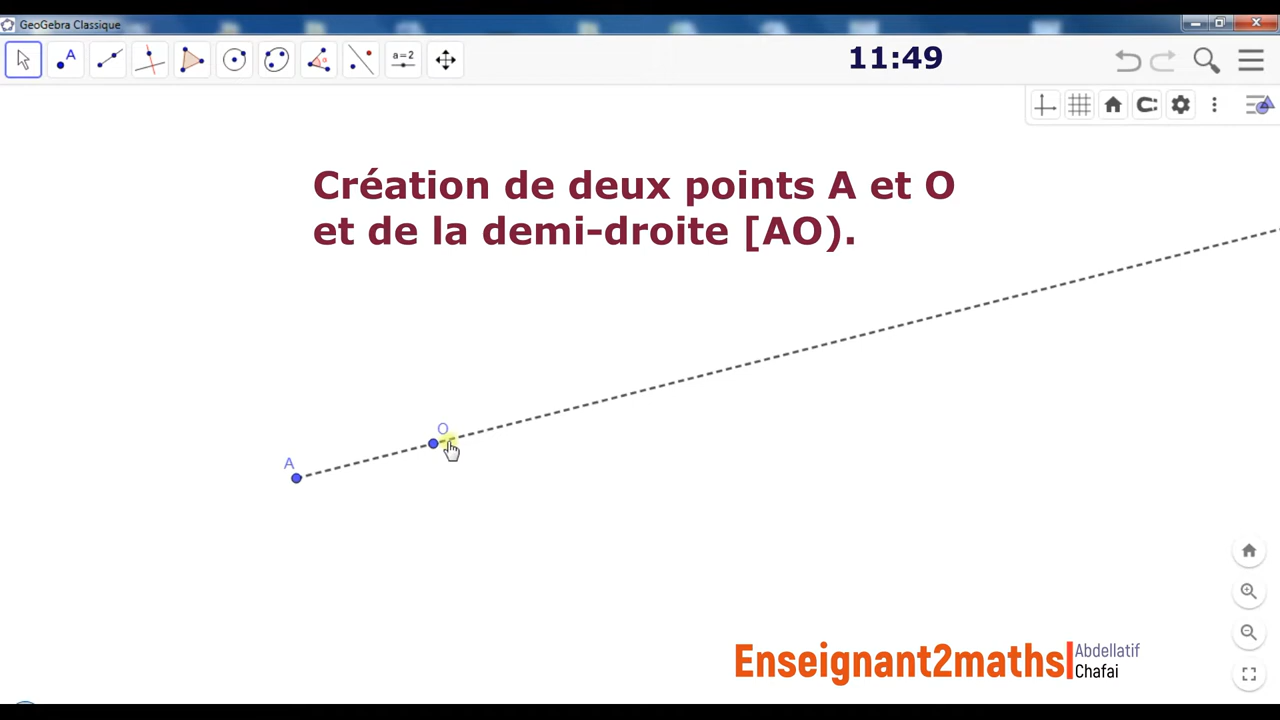 GeoGebra Classique
A
a=2
11:49
Création de deux points A et O
et de la demi-droite [AO).
O
A
Enseignant2maths
Abdellatif
Chafai